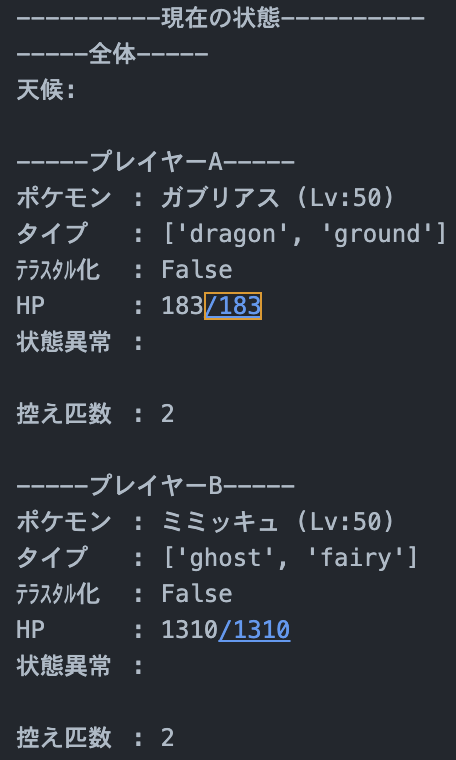 ----------現在の状態----------
-----全体-----
天候:
-----プレイヤーA-----
ポケモン : ガブリアス (Lv:50)
タイプ : ['dragon', 'ground']
ﾃﾗｽﾀﾙ化 : False
HP : 183/183
状態異常 :
控え匹数 : 2
-----プレイヤーB-----
ポケモン : ミミッキュ (Lv:50)
タイプ : ['ghost', 'fairy']
ﾃﾗｽﾀﾙ化 : False
HP : 1310/1310
状態異常 :
控え匹数 : 2